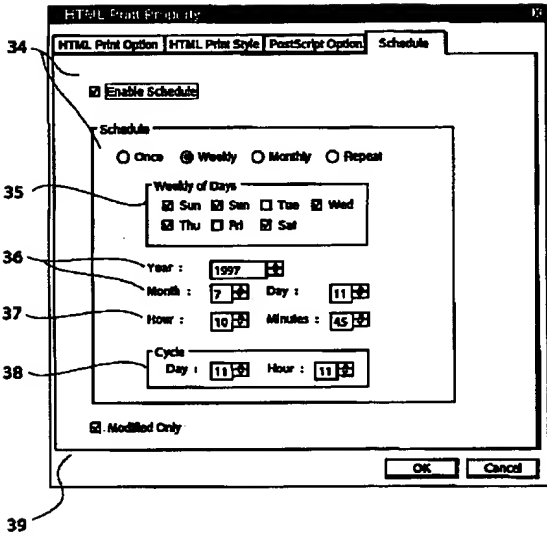 HTML Print Property
HTML Print Option HTML Print Style PostScript Option Schedule
34
Enable Schedule
Schedule
Once Weekly Monthly Repeat
35
Weekly of Days
Sun Sun Tue Wed
Thu Fri Sat
36
Year : 1997
Month : 7 Day : 11
37
Hour : 10 Minutes : 45
38
Cycle
Day : 11 Hour : 11
Modified Only
OK Cancel
39